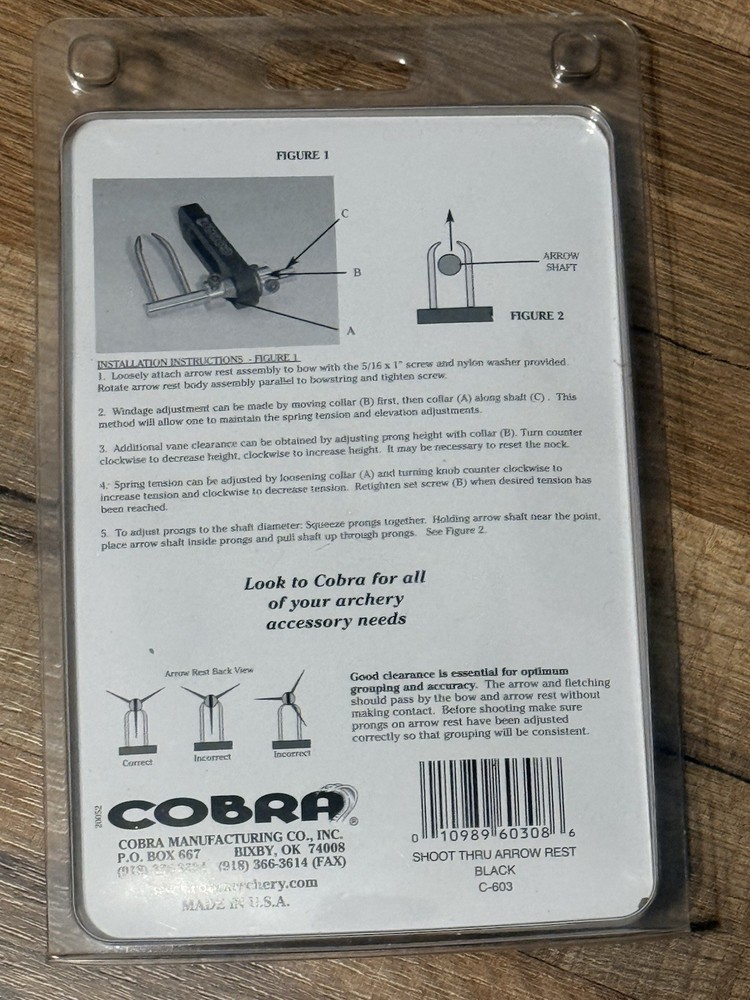 FIGURE 1
C
B
A
ARROW
SHAFT
FIGURE 2
INSTALLATION INSTRUCTIONS - FIGURE 1
1. Loosely attach arrow rest assembly to bow with the 5/16 x 1" screw and nylon washer provided.
Rotate arrow rest body assembly parallel to bowstring and tighten screw.
2. Windage adjustment can be made by moving collar (B) first, then collar (A) along shaft (C) . This
method will allow one to maintain the spring tension and elevation adjustments.
3. Additional vane clearance can be obtained by adjusting prong height with collar (B). Turn counter
clockwise to decrease height, clockwise to increase height. It may be necessary to reset the nock.
4. Spring tension can be adjusted by loosening collar (A) and turning knob counter clockwise to
increase tension and clockwise to decrease tension. Retighten set screw (B) when desired tension has
been reached.
5. To adjust prongs to the shaft diameter: Squeeze prongs together. Holding arrow shaft near the point,
place arrow shaft inside prongs and pull shaft up through prongs. See Figure 2.
Look to Cobra for all
of your archery
accessory needs
Arrow Rest Back View
Correct
Incorrect
Incorrect
Good clearance is essential for optimum
grouping and accuracy. The arrow and fletching
should pass by the bow and arrow rest without
making contact. Before shooting make sure
prongs on arrow rest have been adjusted
correctly so that grouping will be consistent.
20052
COBRA®
COBRA MANUFACTURING CO., INC.
P.O. BOX 667 BIXBY, OK 74008
(918) (918) 366-3614 (FAX)
MADE IN U.S.A.
0 10989 60308 6
SHOOT THRU ARROW REST
BLACK
C-603